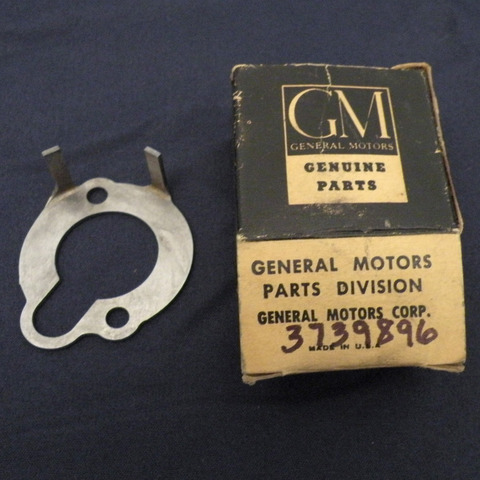 GM
GENERAL MOTORS
GENUINE
PARTS
GENERAL MOTORS
PARTS DIVISION
GENERAL MOTORS CORP.
3739896
MADE IN U.S.A